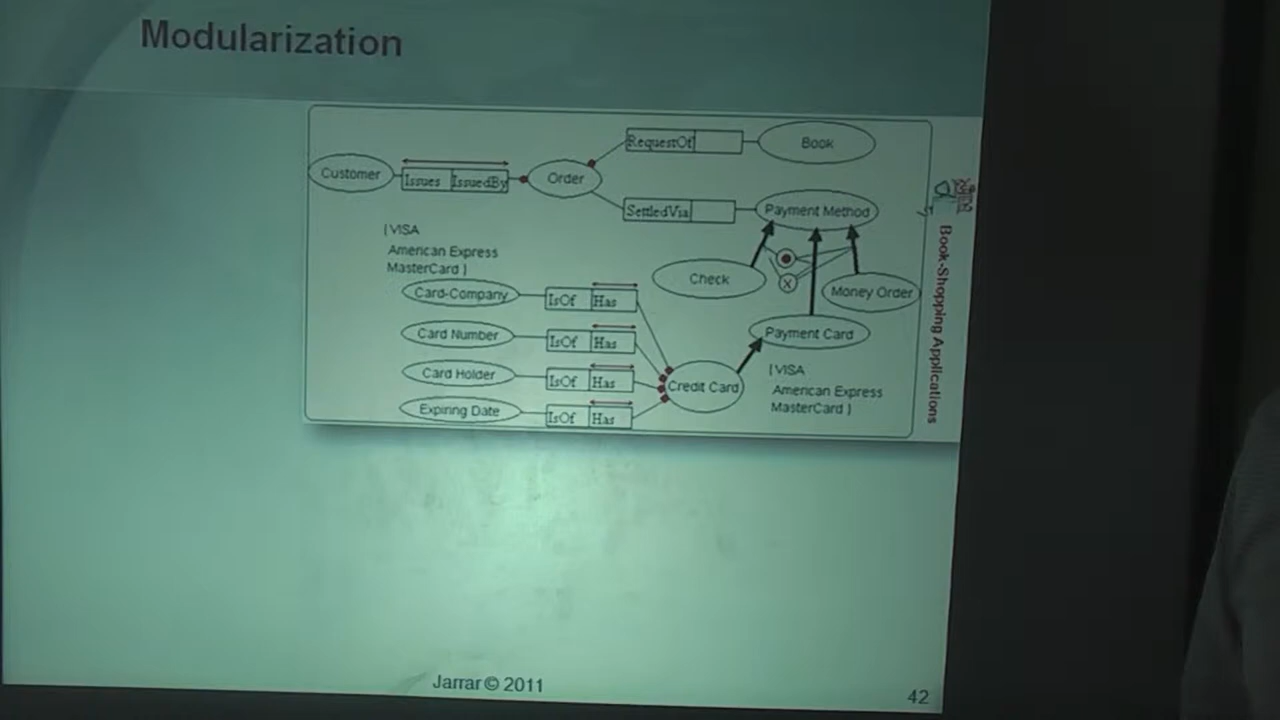 Modularization
RequestOf
Book
Customer
Issues IssuedBy
Order
SettledVia
Payment Method
{VISA
American Express
MasterCard }
Check
Money Order
Card-Company
IsOf Has
Card Number
IsOf Has
Payment Card
Card Holder
IsOf Has
Credit Card
{VISA
American Express
MasterCard }
Expiring Date
IsOf Has
X
Book-Shopping Applications
Jarrar © 2011
42